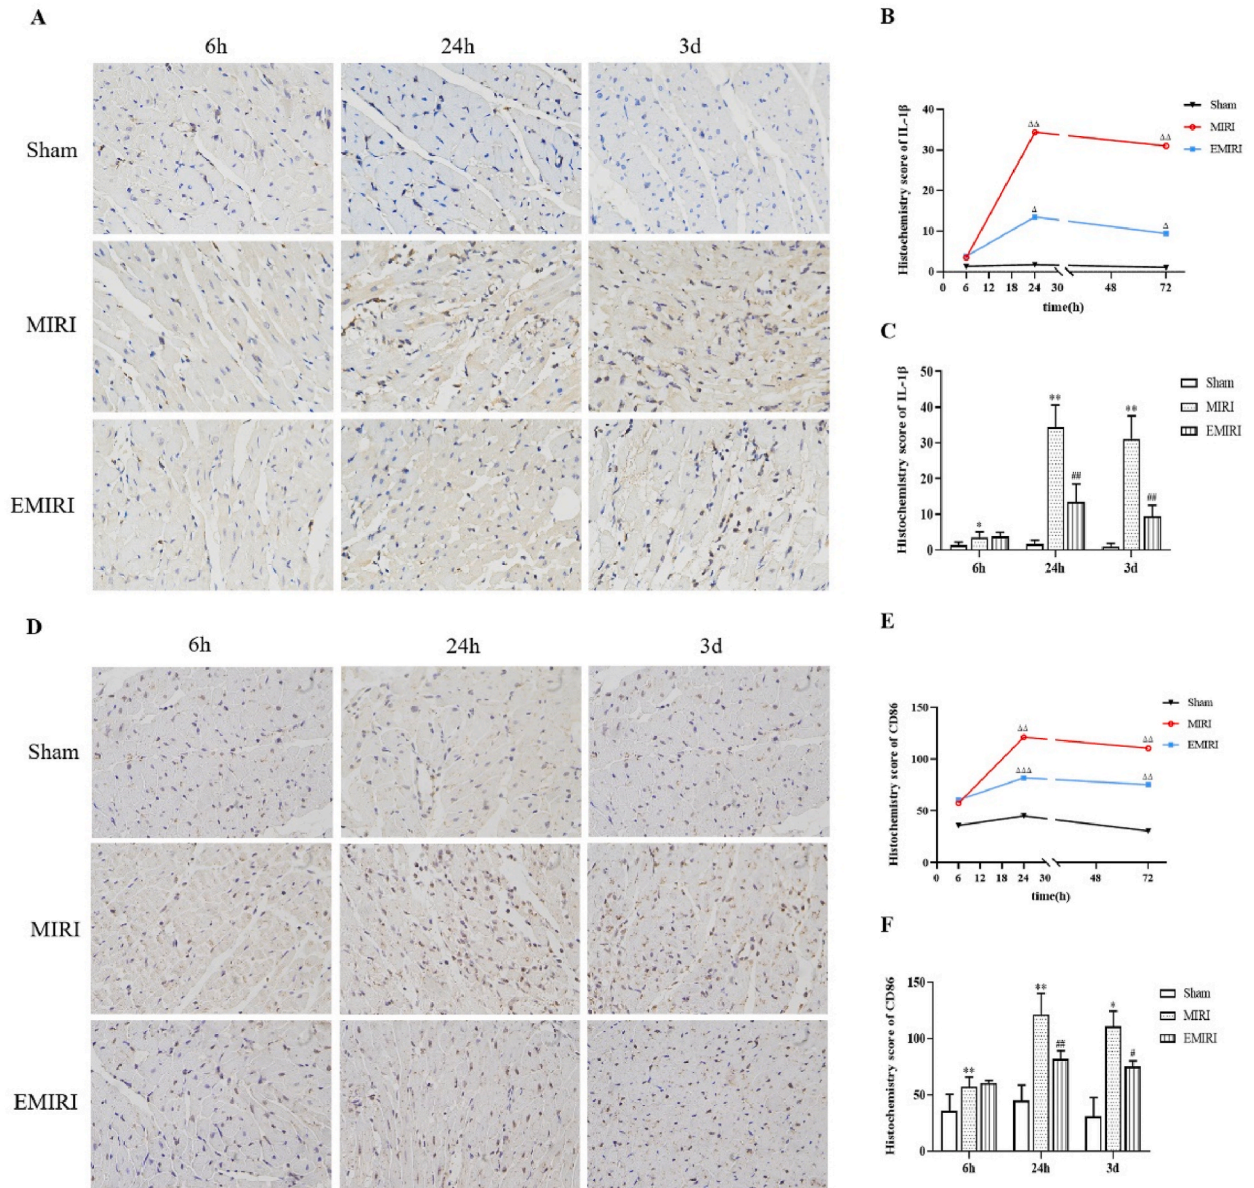 A
6h 24h 3d
Sham
MIRI
EMIRI
B
Histochemistry score of IL-1β
40
30
20
10
0
ΔΔ ΔΔ
Δ Δ
0 6 12 18 24 30 48 72
time(h)
Sham
MIRI
EMIRI
C
Histochemistry score of IL-1β
50
40
30
20
10
0
* ** ## ** ##
6h 24h 3d
Sham
MIRI
EMIRI
D
6h 24h 3d
Sham
MIRI
EMIRI
E
Histochemistry score of CD86
150
100
50
0
ΔΔ ΔΔ
ΔΔΔ ΔΔ
0 6 12 18 24 30 48 72
time(h)
Sham
MIRI
EMIRI
F
Histochemistry score of CD86
150
100
50
0
** ** ## * #
6h 24h 3d
Sham
MIRI
EMIRI